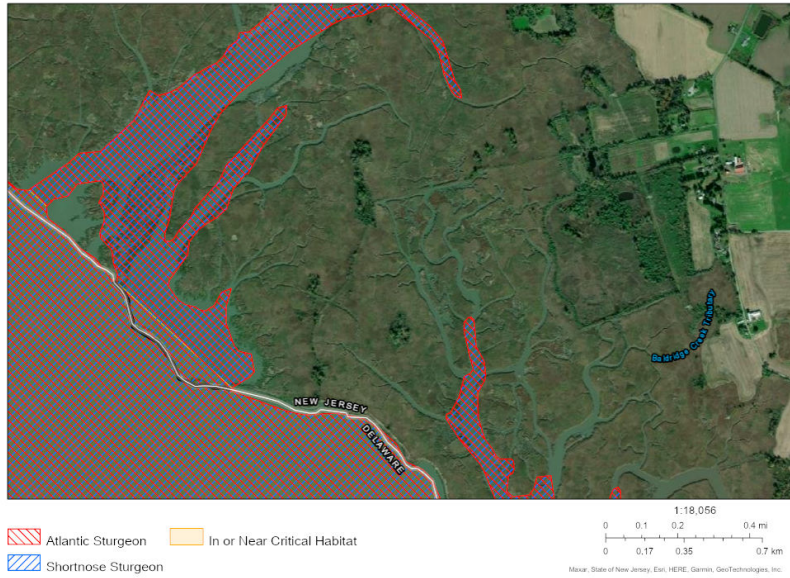 Baldridge Creek Tributary
NEW JERSEY
DELAWARE
1:18,056
0 0.1 0.2 0.4 mi
0 0.17 0.35 0.7 km
Atlantic Sturgeon
In or Near Critical Habitat
Shortnose Sturgeon
Maxar, State of New Jersey, Esri, HERE, Garmin, GeoTechnologies, Inc.